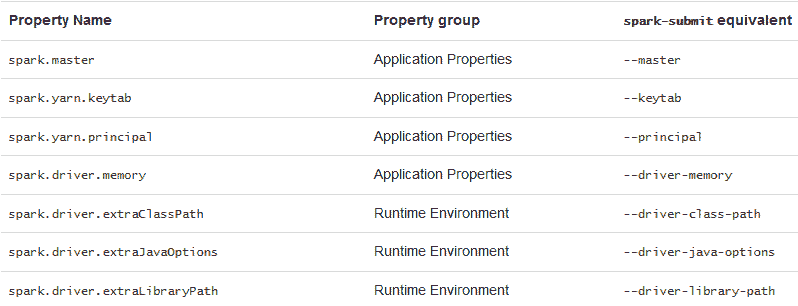 Property Name Property group spark-submit equivalent
spark.master Application Properties --master
spark.yarn.keytab Application Properties --keytab
spark.yarn.principal Application Properties --principal
spark.driver.memory Application Properties --driver-memory
spark.driver.extraClassPath Runtime Environment --driver-class-path
spark.driver.extraJavaOptions Runtime Environment --driver-java-options
spark.driver.extraLibraryPath Runtime Environment --driver-library-path